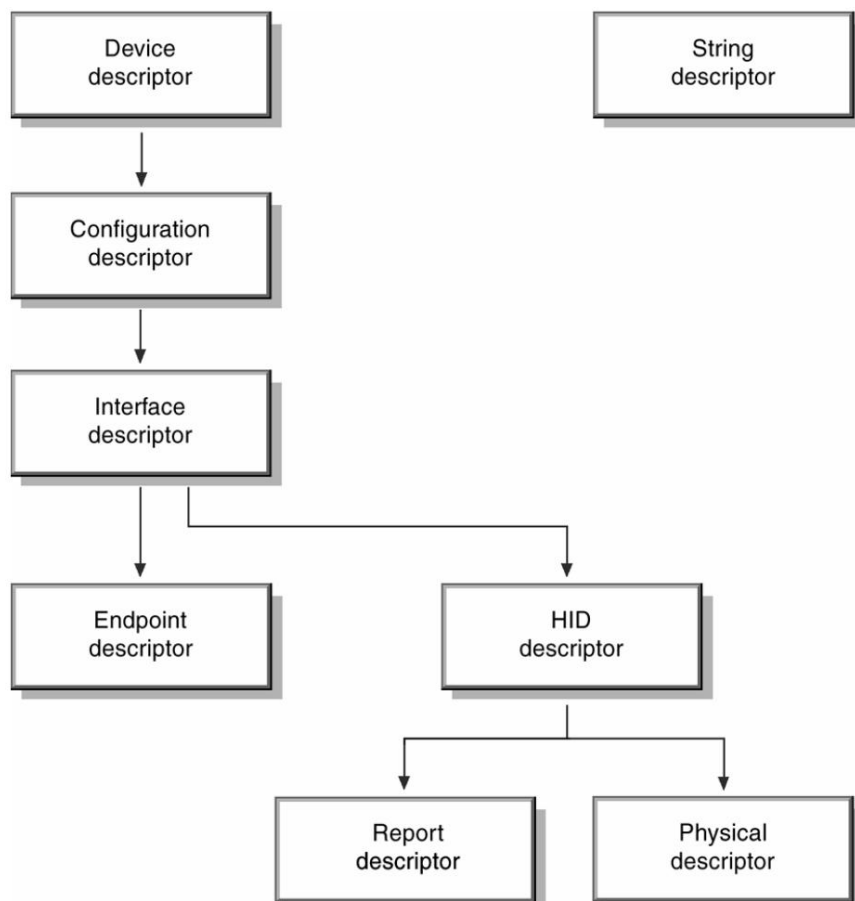 Device
descriptor
String
descriptor
Configuration
descriptor
Interface
descriptor
Endpoint
descriptor
HID
descriptor
Report
descriptor
Physical
descriptor